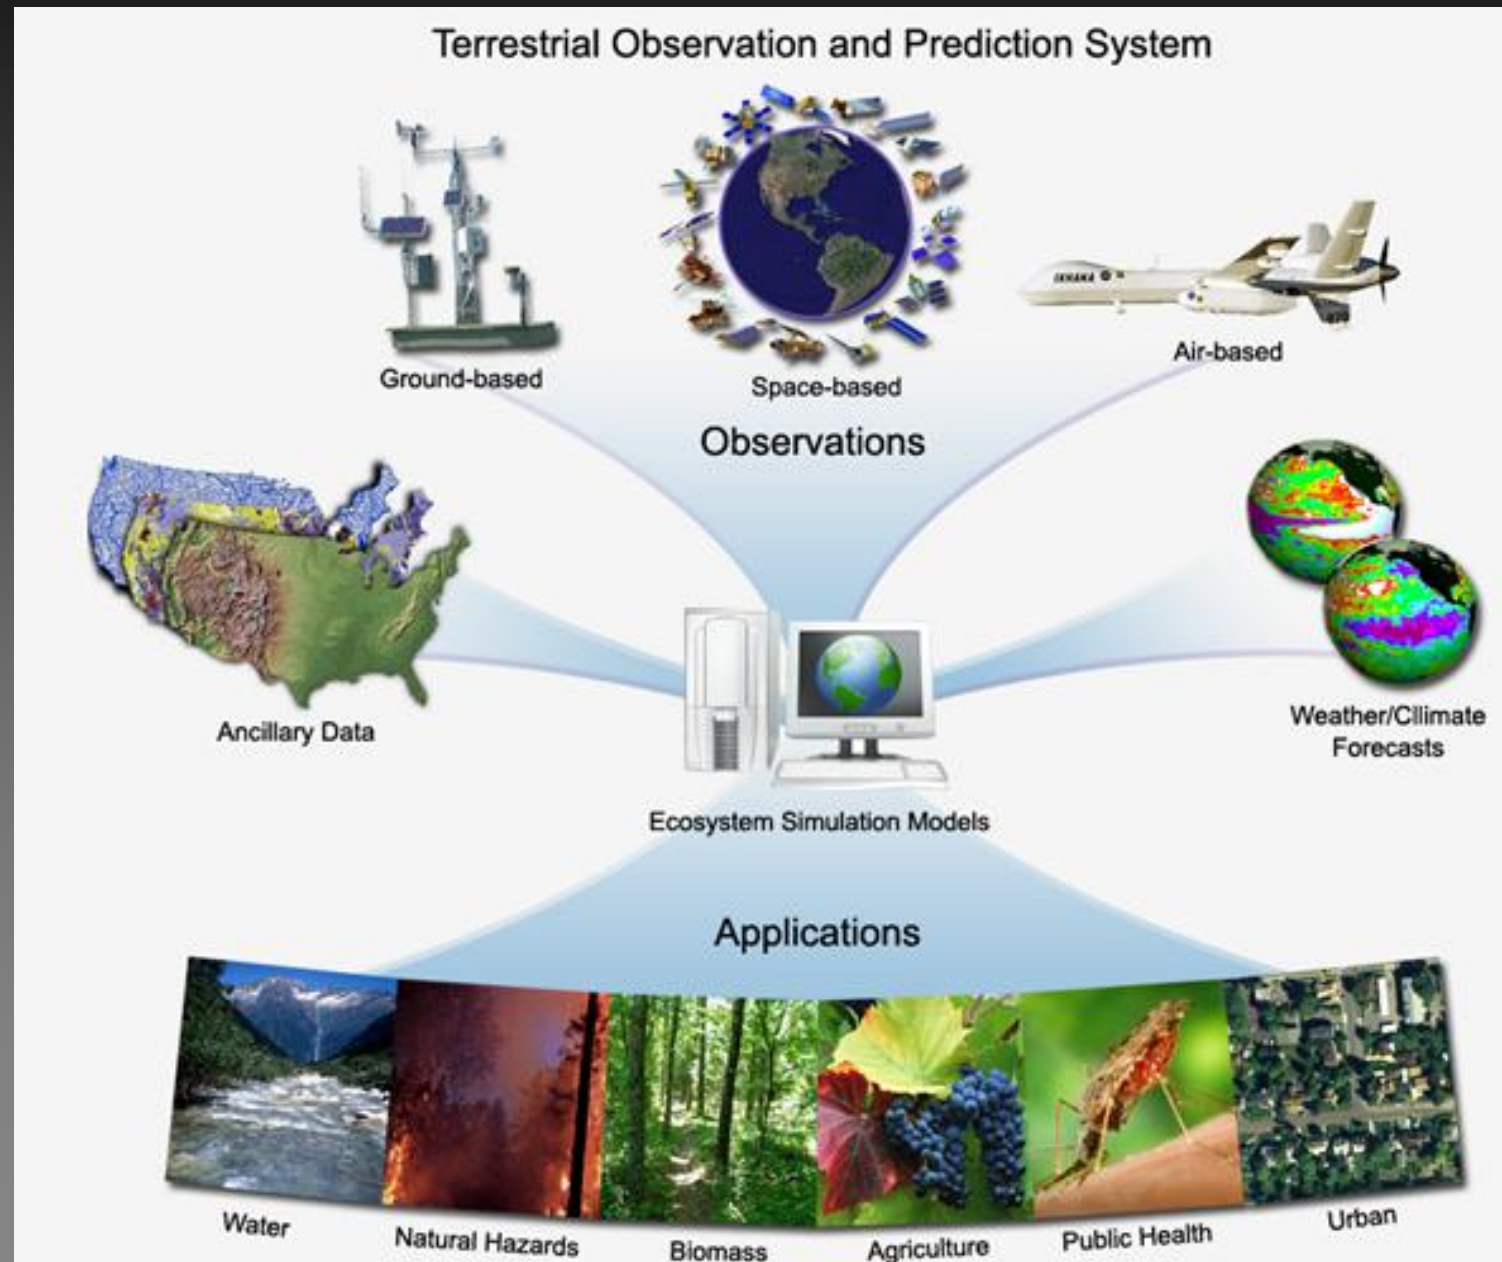 Terrestrial Observation and Prediction System
Ground-based
Space-based
IKHANA
Air-based
Observations
Ancillary Data
Weather/Cllimate
Forecasts
Ecosystem Simulation Models
Applications
Water
Natural Hazards
Biomass
Agriculture
Public Health
Urban